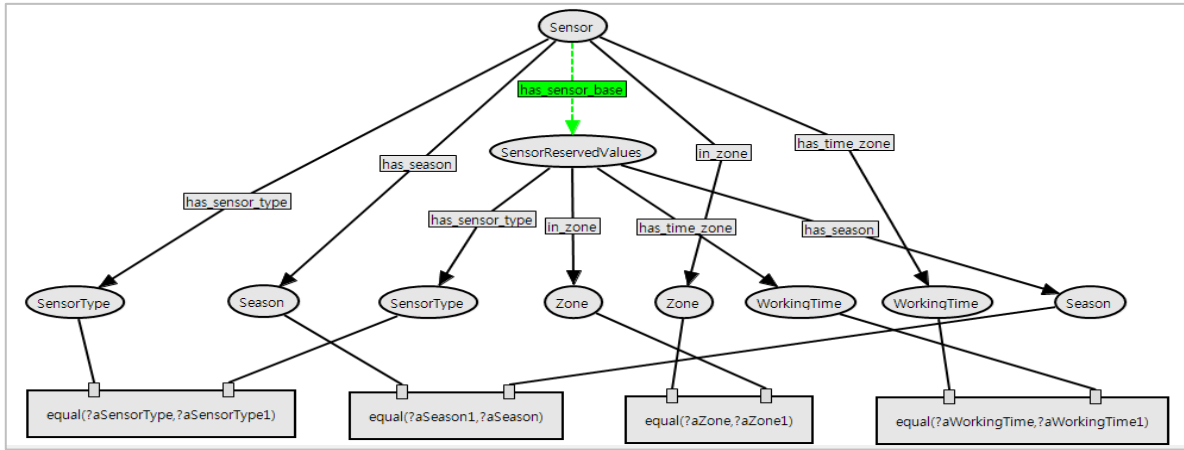 Sensor
has_sensor_base
has_time_zone
SensorReservedValues
in_zone
has_season
has_sensor_type
has_sensor_type
in_zone
has_time_zone
has_season
SensorType
Season
SensorType
Zone
Zone
WorkingTime
WorkingTime
Season
equal(?aSensorType,?aSensorType1)
equal(?aSeason1,?aSeason)
equal(?aZone,?aZone1)
equal(?aWorkingTime,?aWorkingTime1)